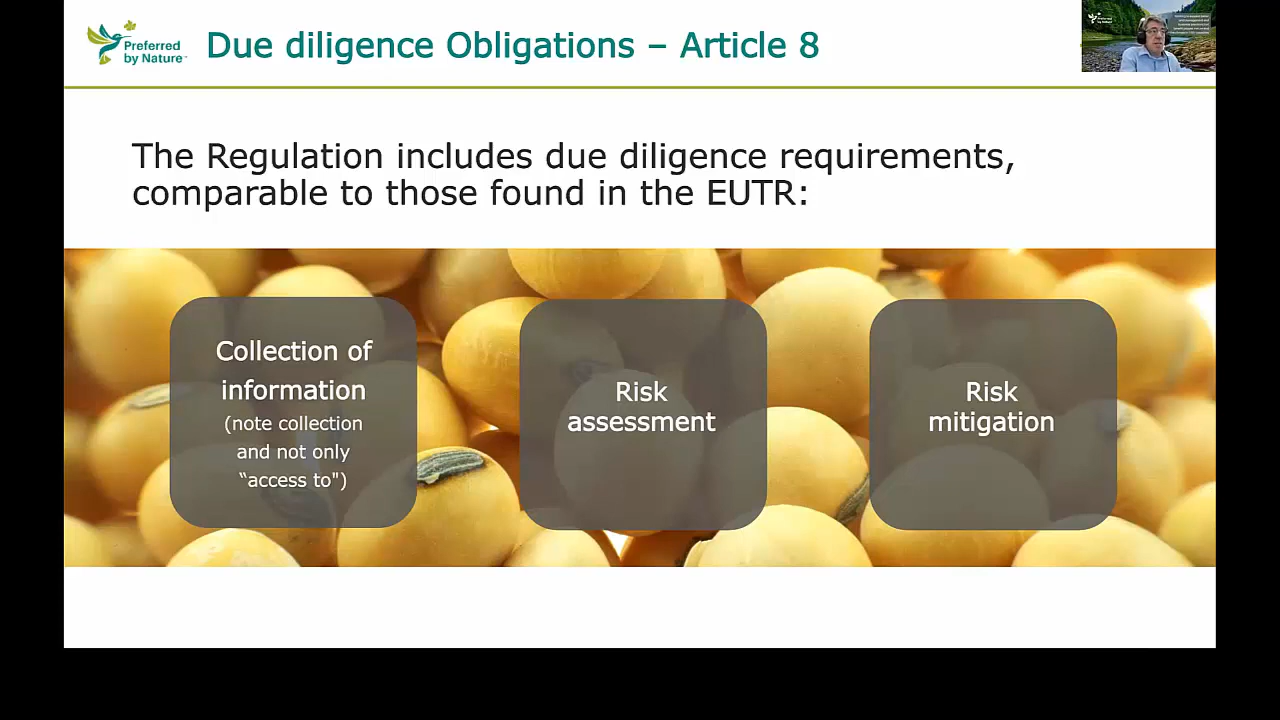 Preferred
by Nature™
Due diligence Obligations – Article 8
The Regulation includes due diligence requirements,
comparable to those found in the EUTR:
Collection of
information
(note collection
and not only
“access to")
Risk
assessment
Risk
mitigation